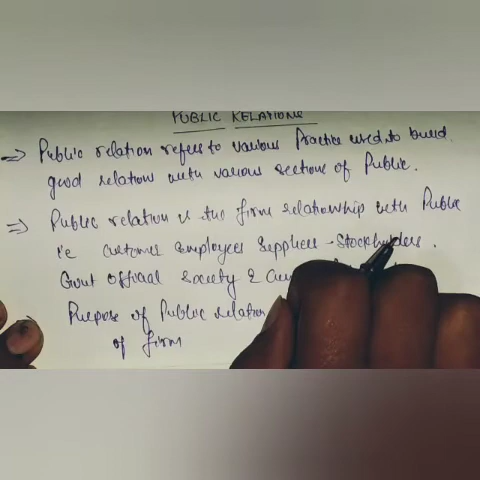 PUBLIC RELATIONS
⇒ Public relation refers to various Practice used to build
good relations with various sections of Public.
⇒ Public relation is the firm relationship with Public
i.e customer employees suppliers - Stockholders.
Govt Official society &
Purpose of Public relation
of firm